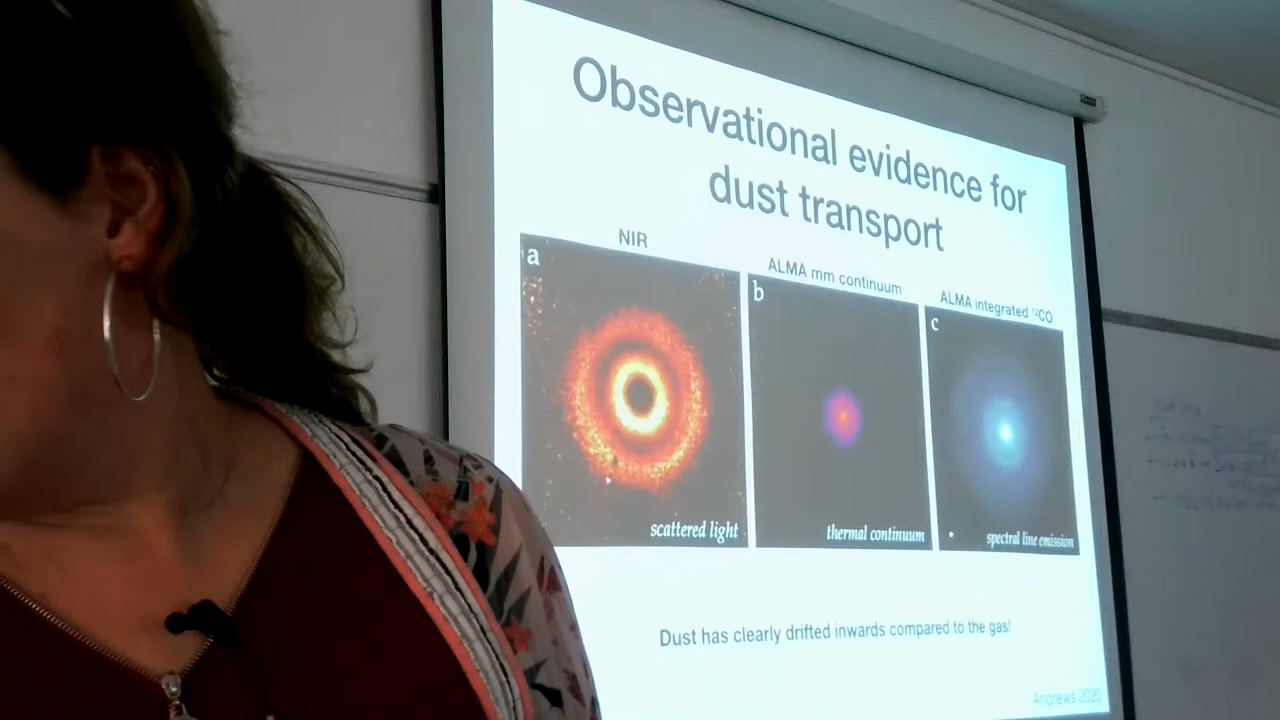 Observational evidence for
dust transport
NIR
ALMA mm continuum
ALMA integrated ¹²CO
a
b
c
scattered light
thermal continuum
spectral line emission
Dust has clearly drifted inwards compared to the gas!
Andrews 2020